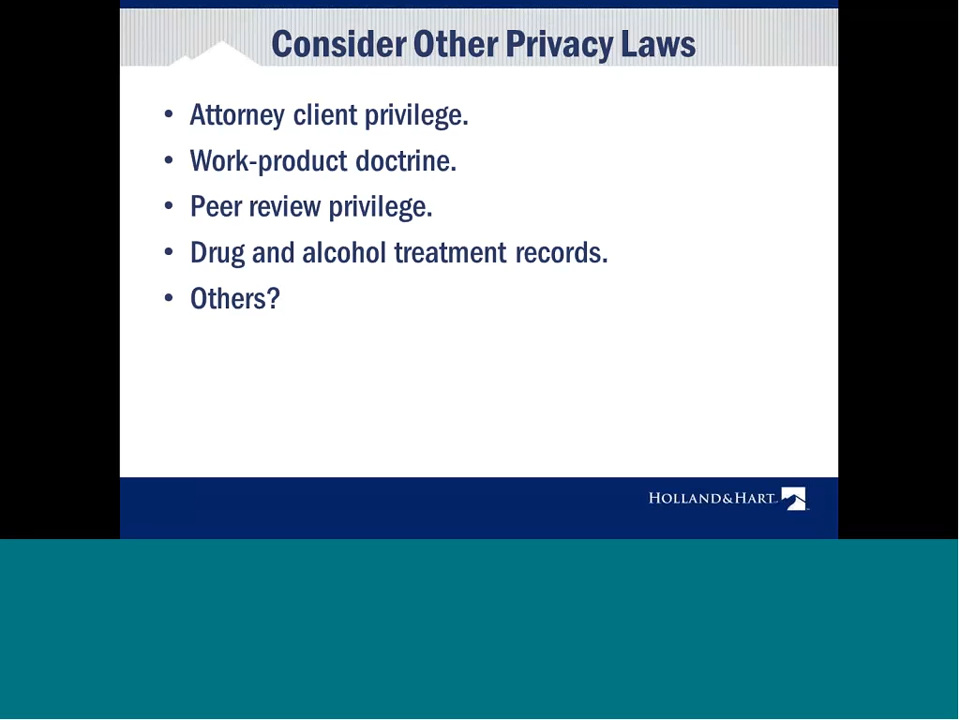 Consider Other Privacy Laws
• Attorney client privilege.
• Work-product doctrine.
• Peer review privilege.
• Drug and alcohol treatment records.
• Others?
HOLLAND&HART